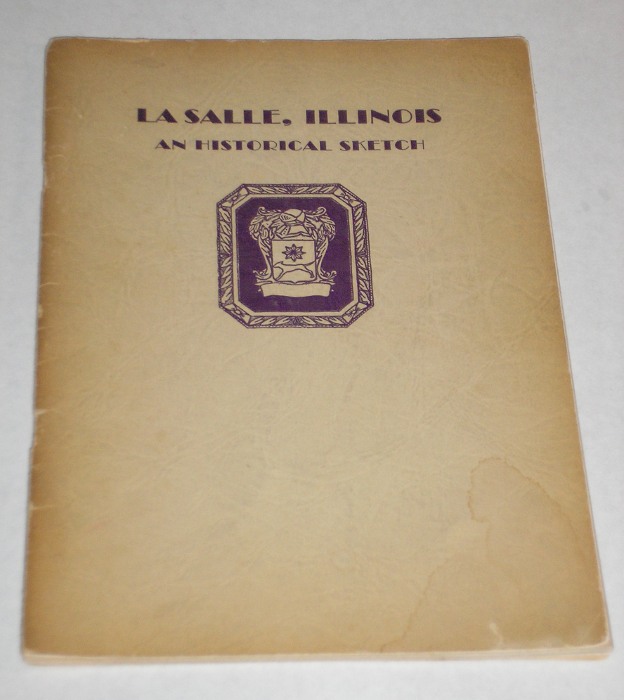 LA SALLE, ILLINOIS
AN HISTORICAL SKETCH